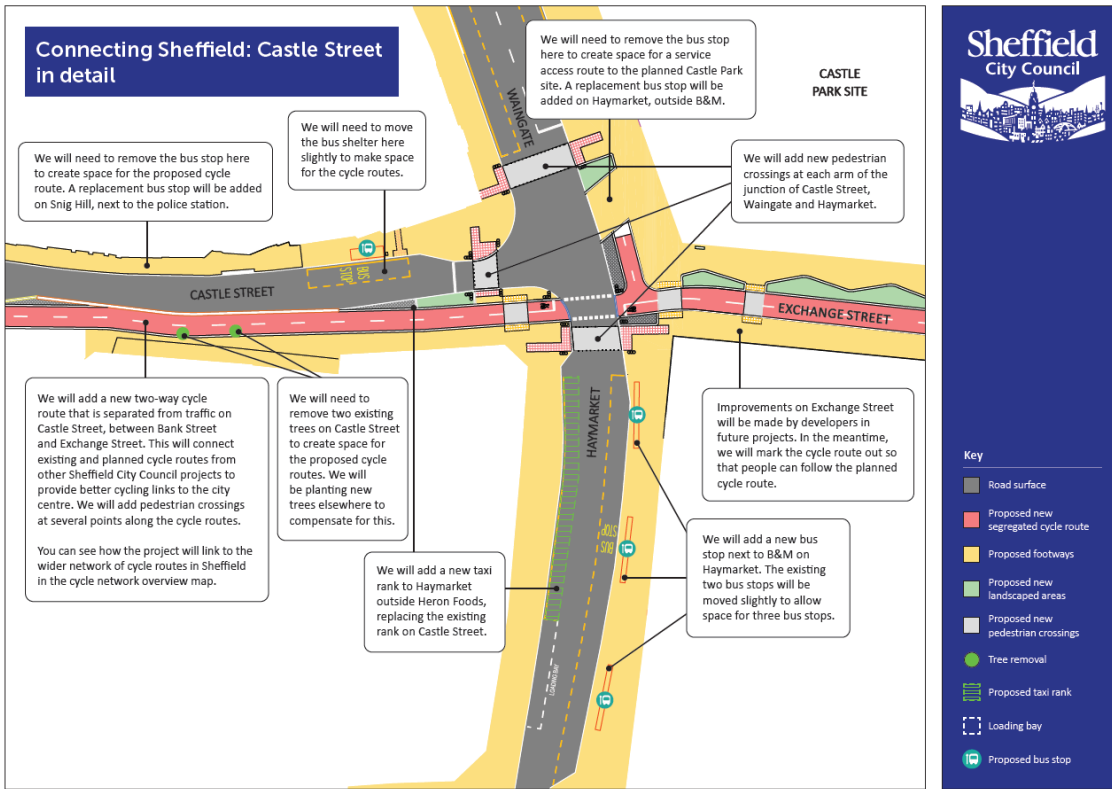 Connecting Sheffield: Castle Street
in detail
We will need to remove the bus stop
here to create space for a service
access route to the planned Castle Park
site. A replacement bus stop will be
added on Haymarket, outside B&M.
CASTLE
PARK SITE
Sheffield
City Council
WAINGATE
We will need to move
the bus shelter here
slightly to make space
for the cycle routes.
We will need to remove the bus stop here
to create space for the proposed cycle
route. A replacement bus stop will be added
on Snig Hill, next to the police station.
We will add new pedestrian
crossings at each arm of the
junction of Castle Street,
Waingate and Haymarket.
BUS
STOP
CASTLE STREET
EXCHANGE STREET
HAYMARKET
We will add a new two-way cycle
route that is separated from traffic on
Castle Street, between Bank Street
and Exchange Street. This will connect
existing and planned cycle routes from
other Sheffield City Council projects to
provide better cycling links to the city
centre. We will add pedestrian crossings
at several points along the cycle routes.
You can see how the project will link to the
wider network of cycle routes in Sheffield
in the cycle network overview map.
We will need to
remove two existing
trees on Castle Street
to create space for
the proposed cycle
routes. We will
be planting new
trees elsewhere to
compensate for this.
Improvements on Exchange Street
will be made by developers in
future projects. In the meantime,
we will mark the cycle route out so
that people can follow the planned
cycle route.
BUS
STOP
We will add a new taxi
rank to Haymarket
outside Heron Foods,
replacing the existing
rank on Castle Street.
We will add a new bus
stop next to B&M on
Haymarket. The existing
two bus stops will be
moved slightly to allow
space for three bus stops.
LOADING BAY
Key
Road surface
Proposed new
segregated cycle route
Proposed footways
Proposed new
landscaped areas
Proposed new
pedestrian crossings
Tree removal
Proposed taxi rank
Loading bay
Proposed bus stop